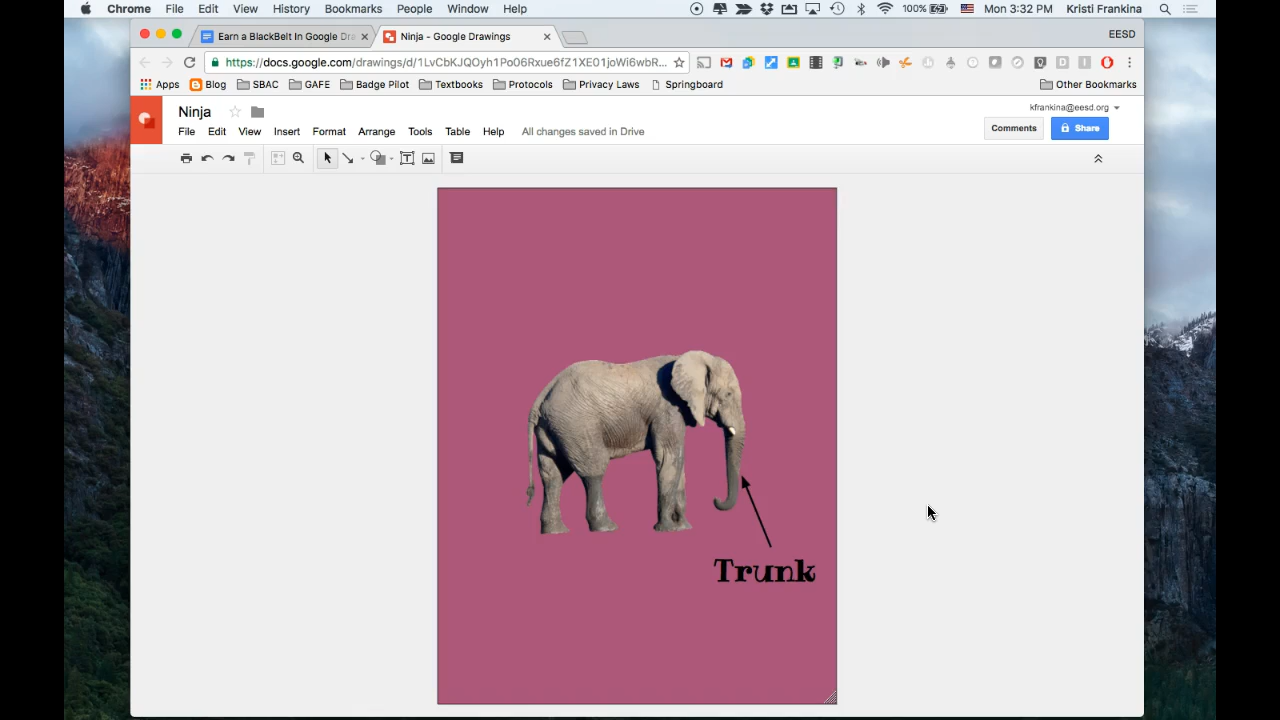 Chrome File Edit View History Bookmarks People Window Help 100% Mon 3:32 PM Kristi Frankina
Earn a BlackBelt In Google Dra Ninja - Google Drawings EESD
https://docs.google.com/drawings/d/1LvCbKJQOyh1Po06Rxue6fZ1XE01joWi6wbR...
Apps Blog SBAC GAFE Badge Pilot Textbooks Protocols Privacy Laws Springboard Other Bookmarks
Ninja kfrankina@eesd.org
File Edit View Insert Format Arrange Tools Table Help All changes saved in Drive Comments Share
Trunk